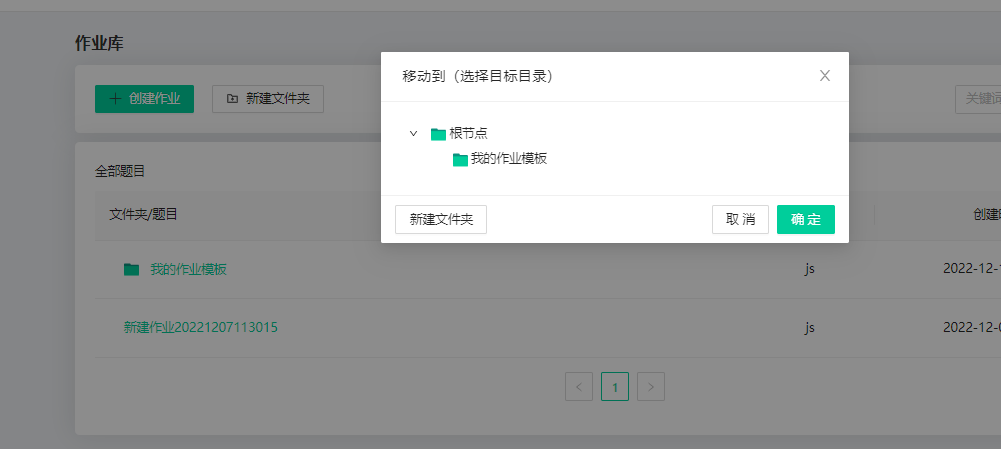 作业库
创建作业
新建文件夹
关键词
全部题目
文件夹/题目
移动到（选择目标目录）
根节点
我的作业模板
新建文件夹
取 消
确 定
我的作业模板
js
2022-12-
新建作业20221207113015
js
2022-12-
1